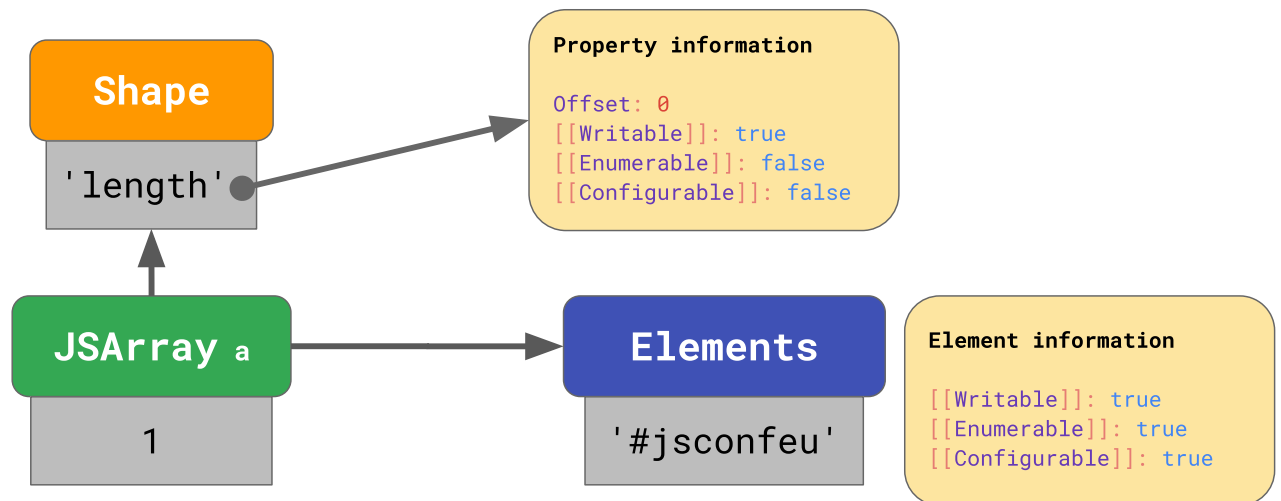 Shape
'length'
Property information
Offset: 0
[[Writable]]: true
[[Enumerable]]: false
[[Configurable]]: false
JSArray a
1
Elements
'#jsconfeu'
Element information
[[Writable]]: true
[[Enumerable]]: true
[[Configurable]]: true